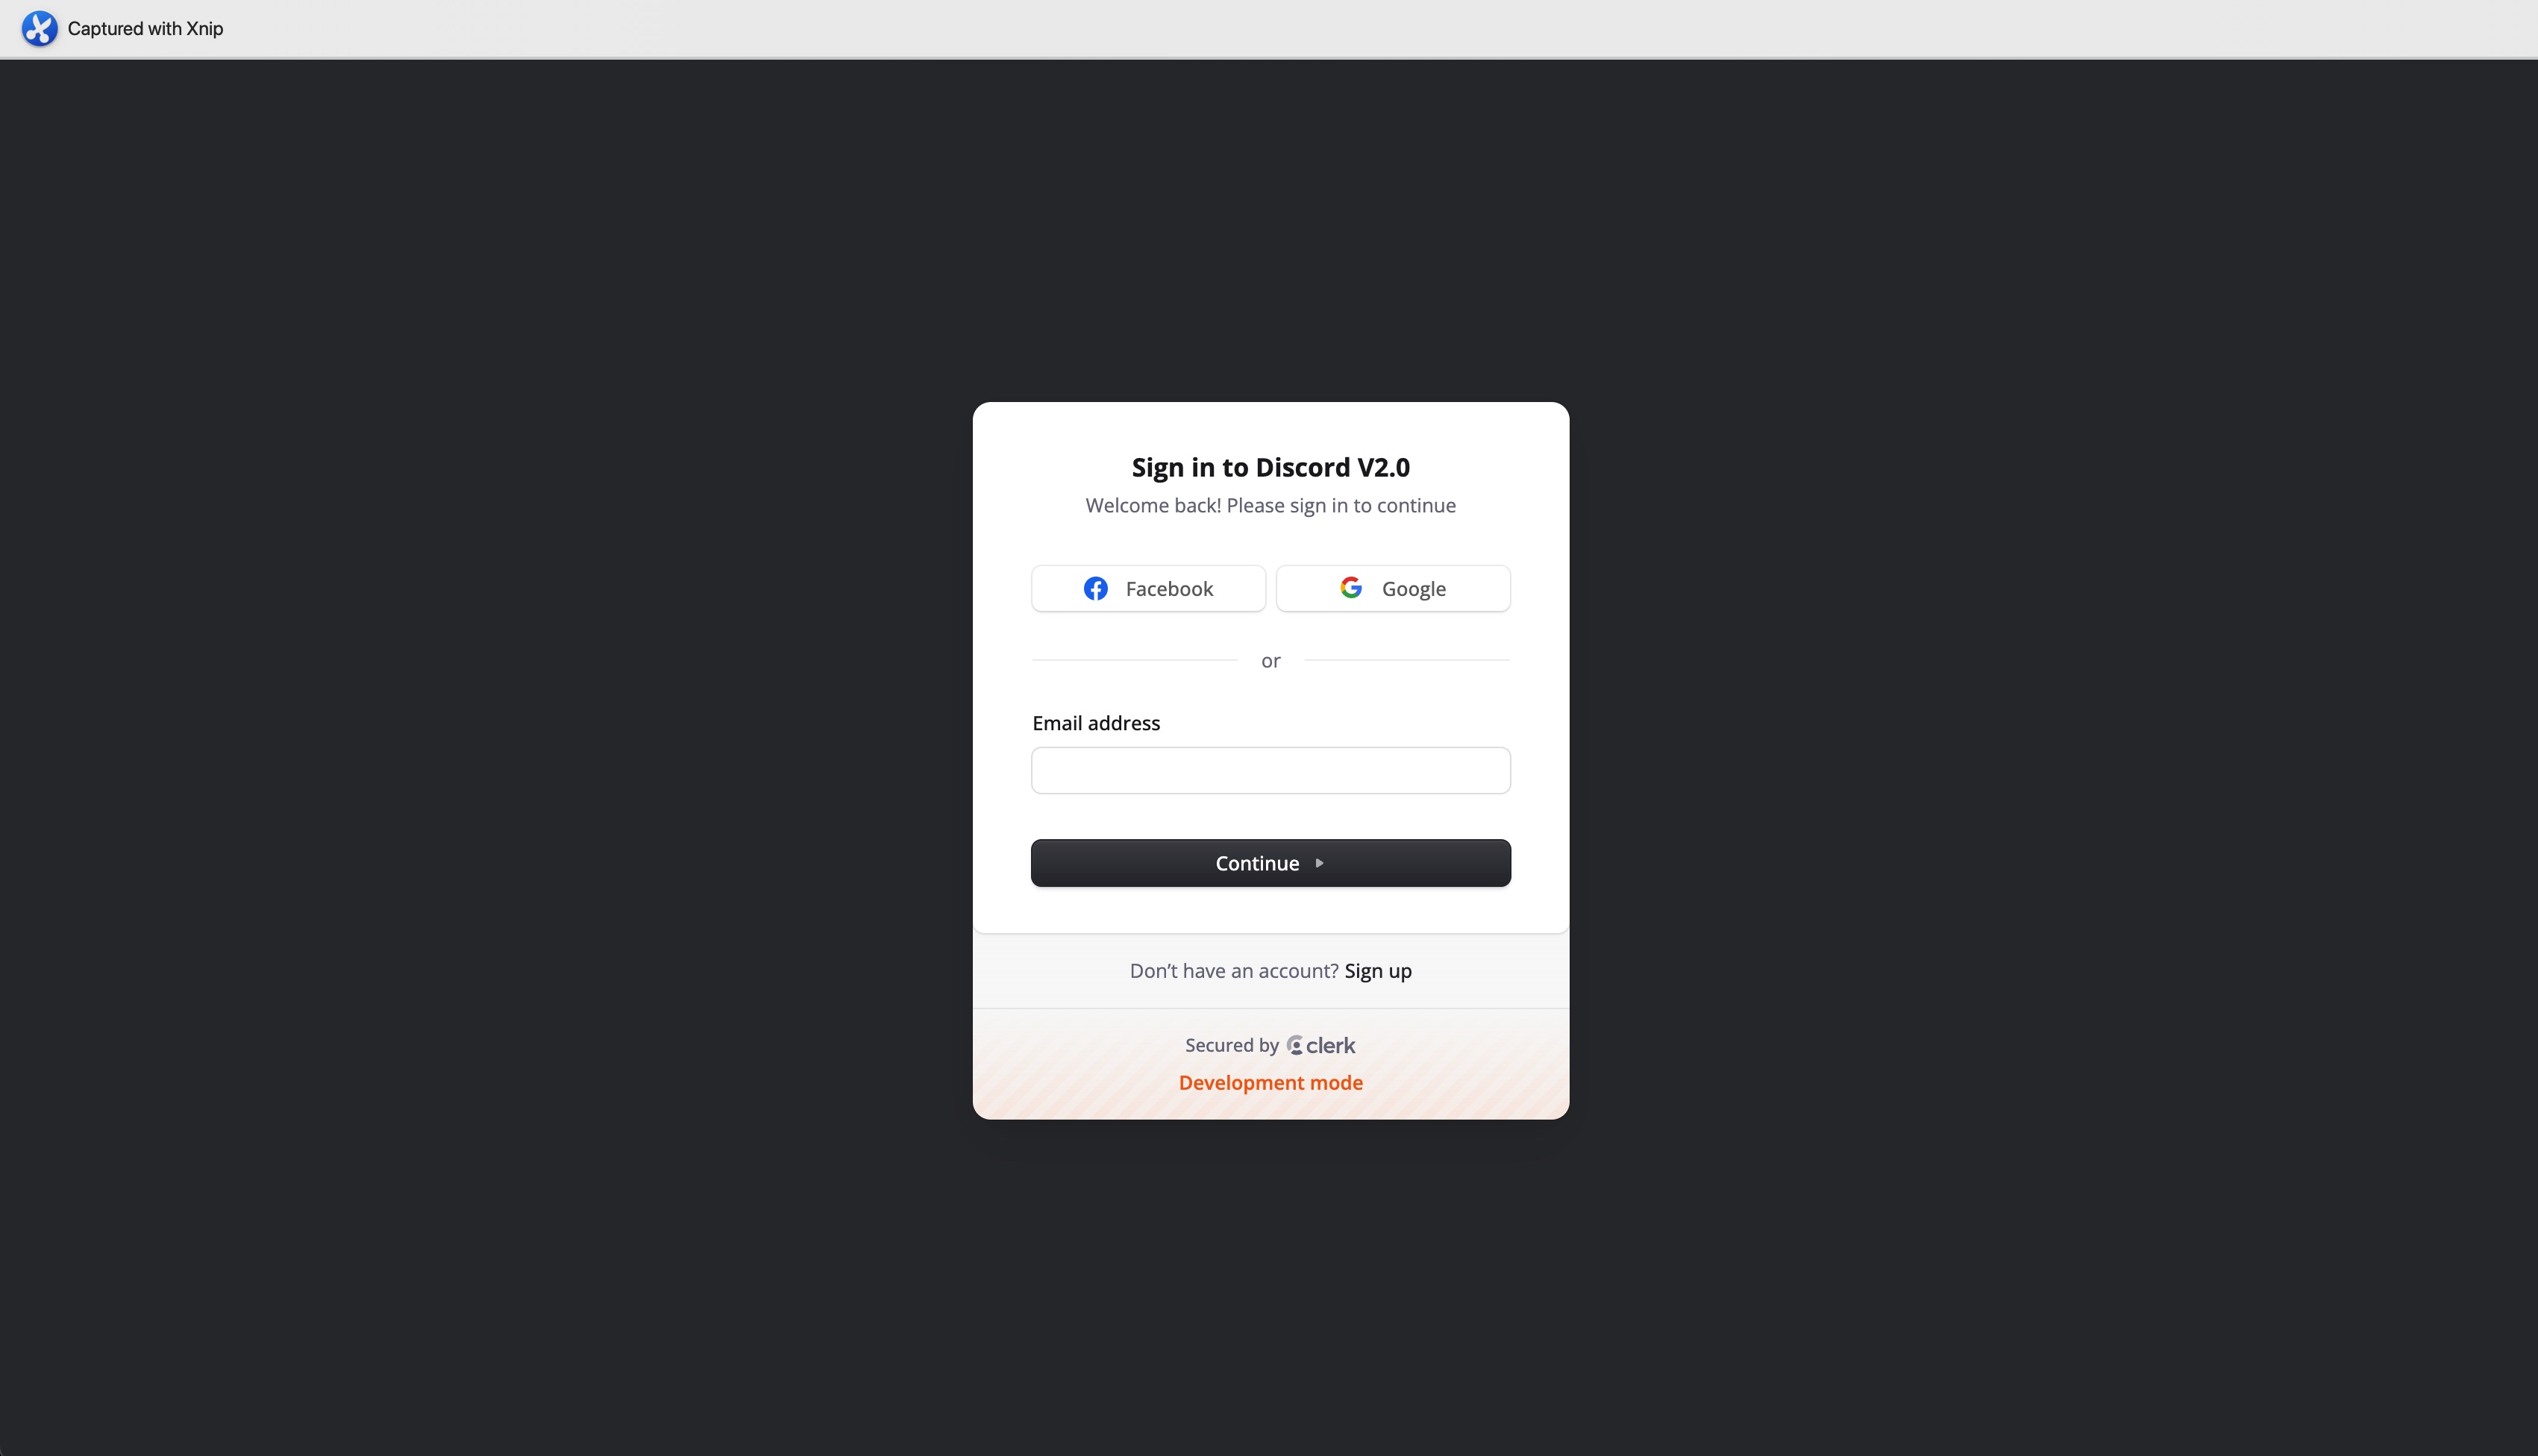 Captured with Xnip
Sign in to Discord V2.0
Welcome back! Please sign in to continue
Facebook
Google
or
Email address
Continue
Don’t have an account? Sign up
Secured by clerk
Development mode